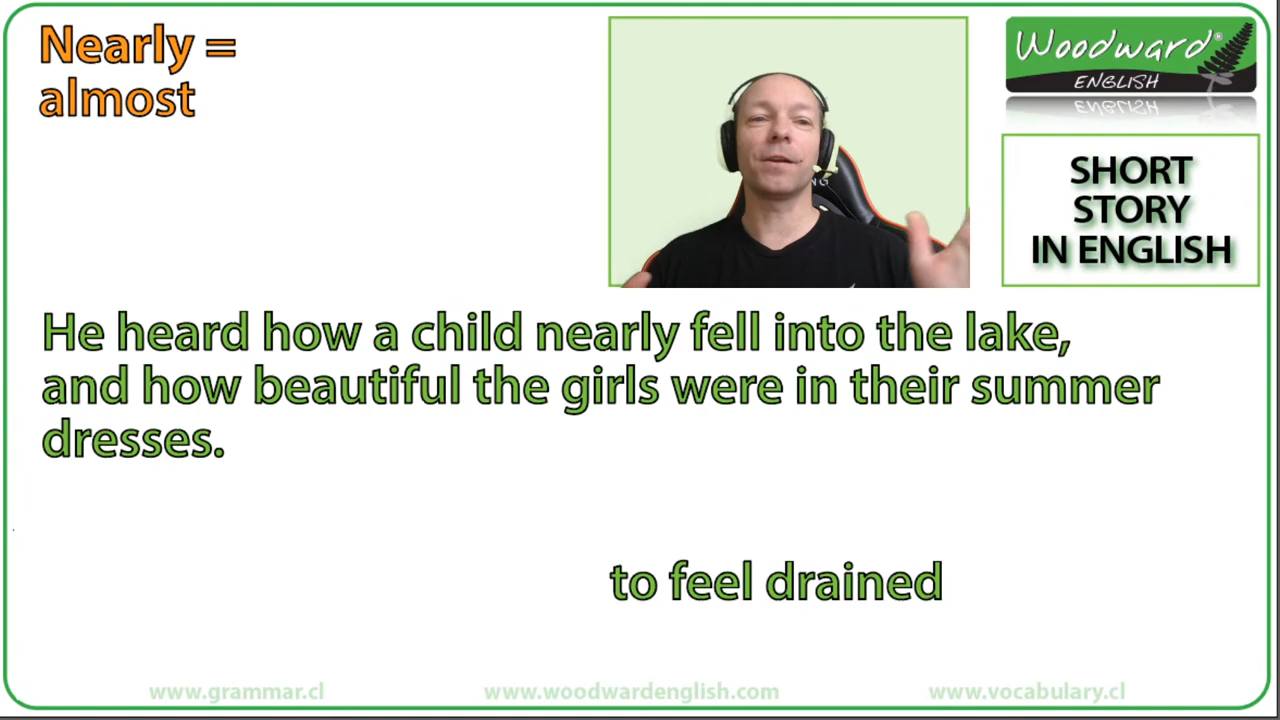 Nearly =
almost
Woodward®
ENGLISH
SHORT
STORY
IN ENGLISH
He heard how a child nearly fell into the lake,
and how beautiful the girls were in their summer
dresses.
to feel drained
www.grammar.cl
www.woodwardenglish.com
www.vocabulary.cl